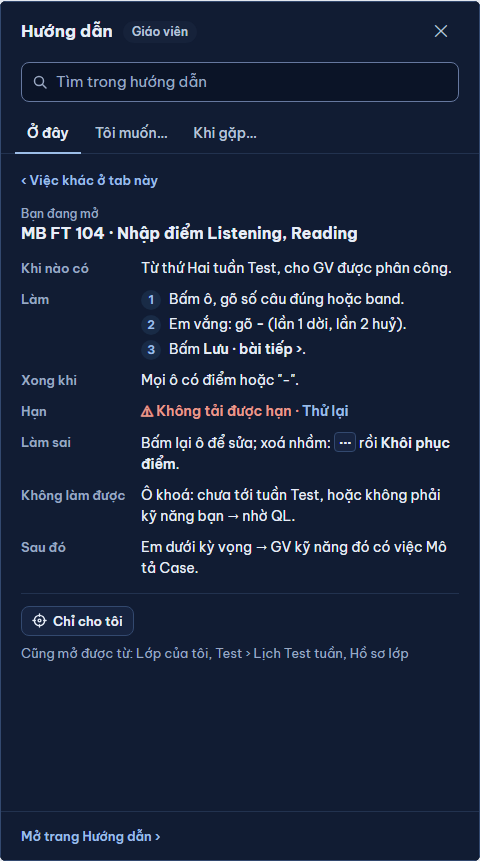 Hướng dẫn Giáo viên
Tìm trong hướng dẫn
Ở đây Tôi muốn... Khi gặp...
‹ Việc khác ở tab này
Bạn đang mở
MB FT 104 · Nhập điểm Listening, Reading
Khi nào có Từ thứ Hai tuần Test, cho GV được phân công.
Làm 1 Bấm ô, gõ số câu đúng hoặc band.
2 Em vắng: gõ - (lần 1 dời, lần 2 huỷ).
3 Bấm Lưu · bài tiếp ›.
Xong khi Mọi ô có điểm hoặc "-".
Hạn ⚠ Không tải được hạn · Thử lại
Làm sai Bấm lại ô để sửa; xoá nhầm: ··· rồi Khôi phục
điểm.
Không làm được Ô khoá: chưa tới tuần Test, hoặc không phải
kỹ năng bạn → nhờ QL.
Sau đó Em dưới kỳ vọng → GV kỹ năng đó có việc Mô
tả Case.
Chỉ cho tôi
Cũng mở được từ: Lớp của tôi, Test › Lịch Test tuần, Hồ sơ lớp
Mở trang Hướng dẫn ›